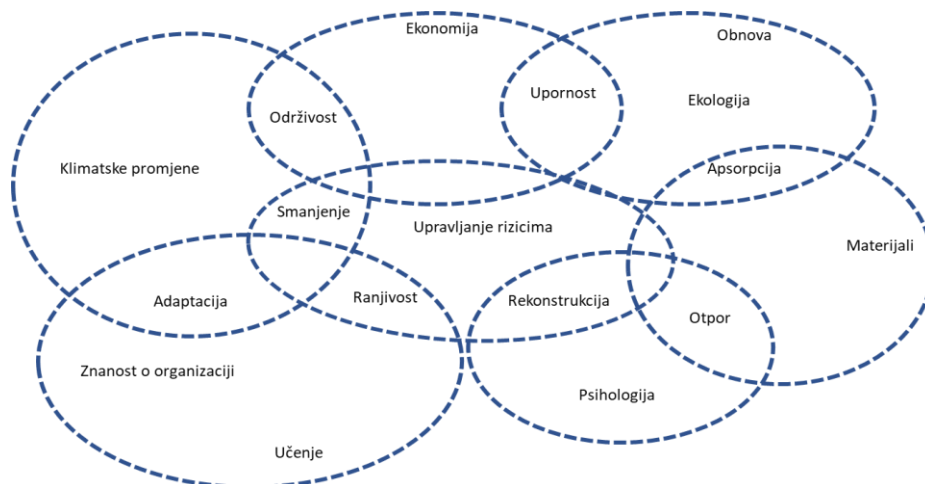 Ekonomija
Obnova
Održivost
Upornost
Ekologija
Klimatske promjene
Apsorpcija
Smanjenje
Upravljanje rizicima
Materijali
Adaptacija
Ranjivost
Rekonstrukcija
Otpor
Znanost o organizaciji
Psihologija
Učenje